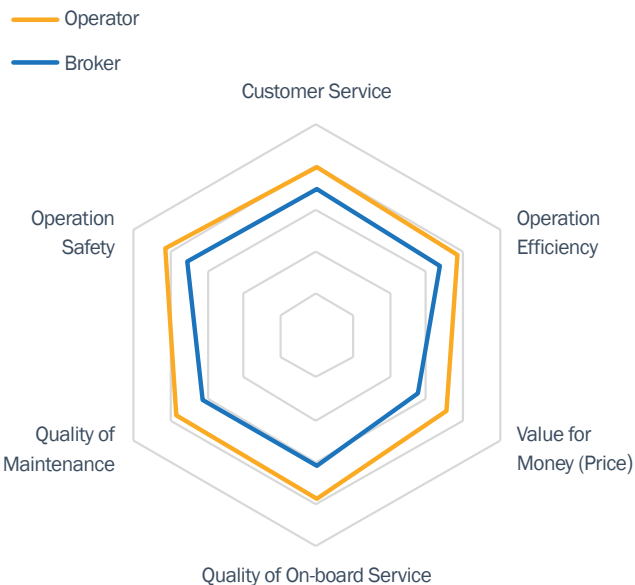 Operator
Broker
Customer Service
Operation
Safety
Operation
Efficiency
Quality of
Maintenance
Value for
Money (Price)
Quality of On-board Service